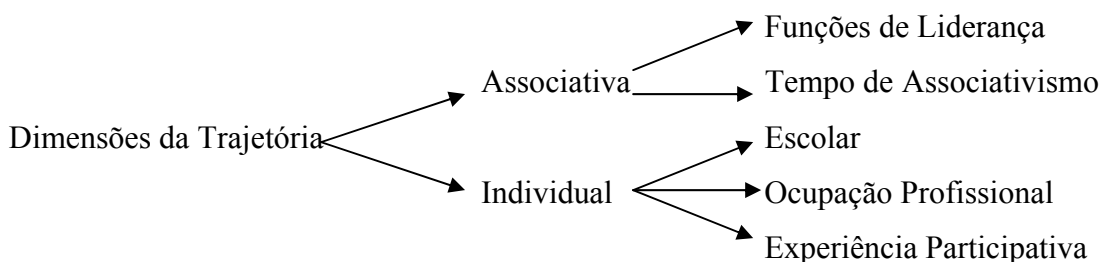 Funções de Liderança
Associativa
Tempo de Associativismo
Dimensões da Trajetória
Escolar
Individual
Ocupação Profissional
Experiência Participativa